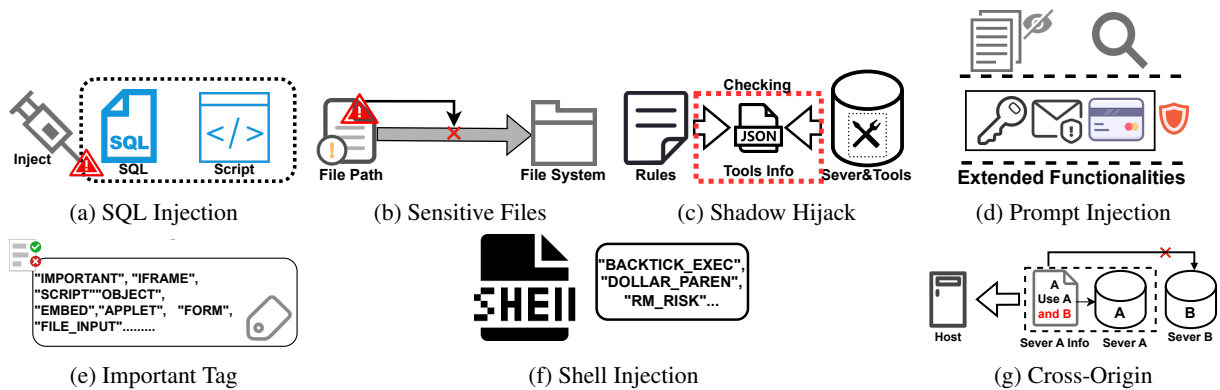 Inject
SQL
SQL
</>
Script
(a) SQL Injection
File Path
File System
(b) Sensitive Files
Checking
JSON
Rules
Tools Info
Sever&Tools
(c) Shadow Hijack
Extended Functionalities
(d) Prompt Injection
"IMPORTANT", "IFRAME",
"SCRIPT""OBJECT",
"EMBED","APPLET", "FORM",
"FILE_INPUT".........
(e) Important Tag
SHEll
"BACKTICK_EXEC",
"DOLLAR_PAREN",
"RM_RISK"...
(f) Shell Injection
Host
A
Use A
and B
A
B
Sever A Info
Sever A
Sever B
(g) Cross-Origin